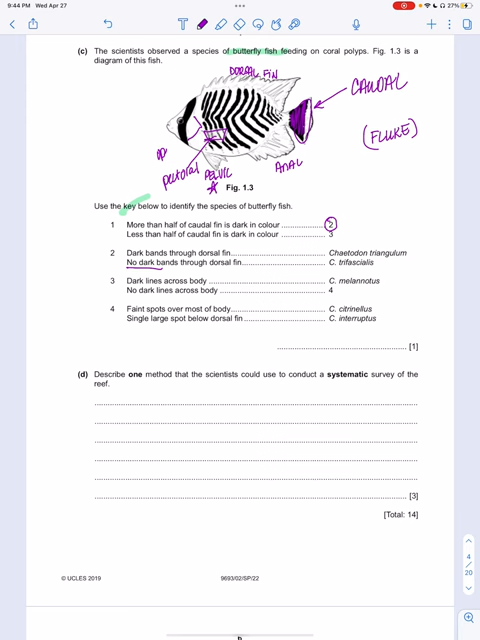 9:44 PM Wed Apr 27
27%
(c) The scientists observed a species of butterfly fish feeding on coral polyps. Fig. 1.3 is a
diagram of this fish.
DORSAL FIN
CAUDAL
(FLUKE)
pectoral
PELVIC
ANAL
Fig. 1.3
Use the key below to identify the species of butterfly fish.
1 More than half of caudal fin is dark in colour .................. 2
Less than half of caudal fin is dark in colour ................... 3
2 Dark bands through dorsal fin........................................ Chaetodon triangulum
No dark bands through dorsal fin................................... C. trifascialis
3 Dark lines across body .................................................. C. melannotus
No dark lines across body ............................................. 4
4 Faint spots over most of body........................................ C. citrinellus
Single large spot below dorsal fin .................................. C. interruptus
........................................................ [1]
(d) Describe one method that the scientists could use to conduct a systematic survey of the
reef.
[3]
[Total: 14]
4
/
20
© UCLES 2019
9693/02/SP/22